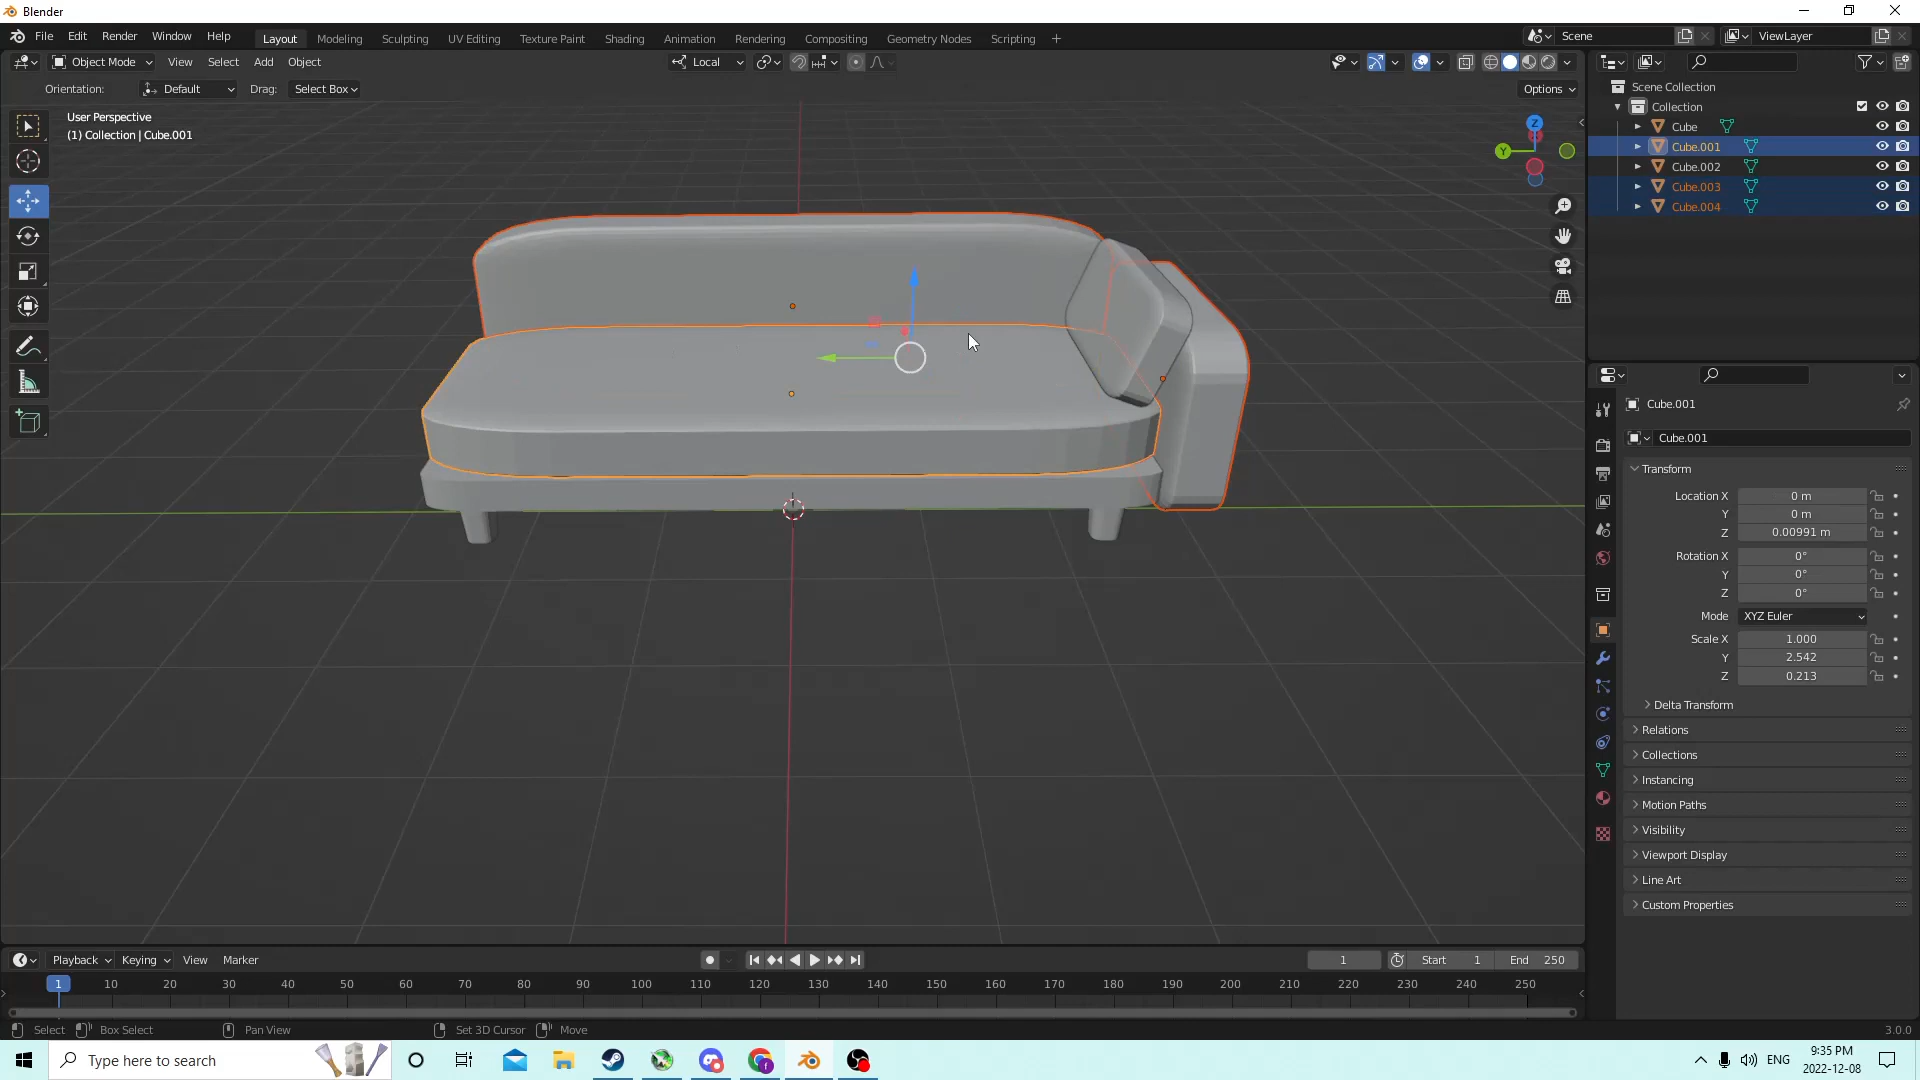 Blender
File Edit Render Window Help
Layout Modeling Sculpting UV Editing Texture Paint Shading Animation Rendering Compositing Geometry Nodes Scripting +
Scene
ViewLayer
Object Mode View Select Add Object
Local
Orientation: Default Drag: Select Box
Options
User Perspective
(1) Collection | Cube.001
Z
Y
Scene Collection
Collection
Cube
Cube.001
Cube.002
Cube.003
Cube.004
Cube.001
Cube.001
Transform
Location X 0 m
Y 0 m
Z 0.00991 m
Rotation X 0°
Y 0°
Z 0°
Mode XYZ Euler
Scale X 1.000
Y 2.542
Z 0.213
Delta Transform
Relations
Collections
Instancing
Motion Paths
Visibility
Viewport Display
Line Art
Custom Properties
Playback Keying View Marker
1
Start 1 End 250
1 10 20 30 40 50 60 70 80 90 100 110 120 130 140 150 160 170 180 190 200 210 220 230 240 250
Select Box Select Pan View Set 3D Cursor Move
3.0.0
Type here to search
ENG
9:35 PM
2022-12-08